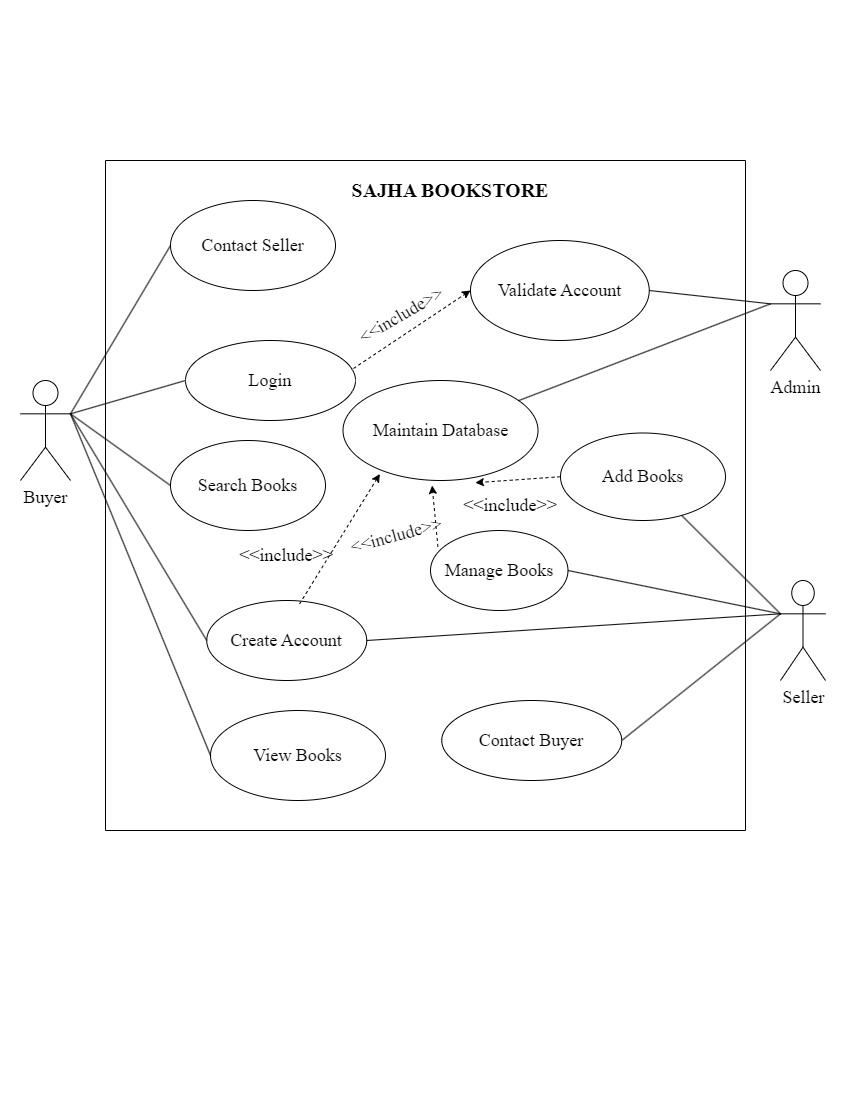 SAJHA BOOKSTORE
Contact Seller
<<include>>
Validate Account
Login
Admin
Maintain Database
Search Books
Add Books
Buyer
<<include>>
<<include>>
<<include>>
Manage Books
Create Account
Seller
Contact Buyer
View Books